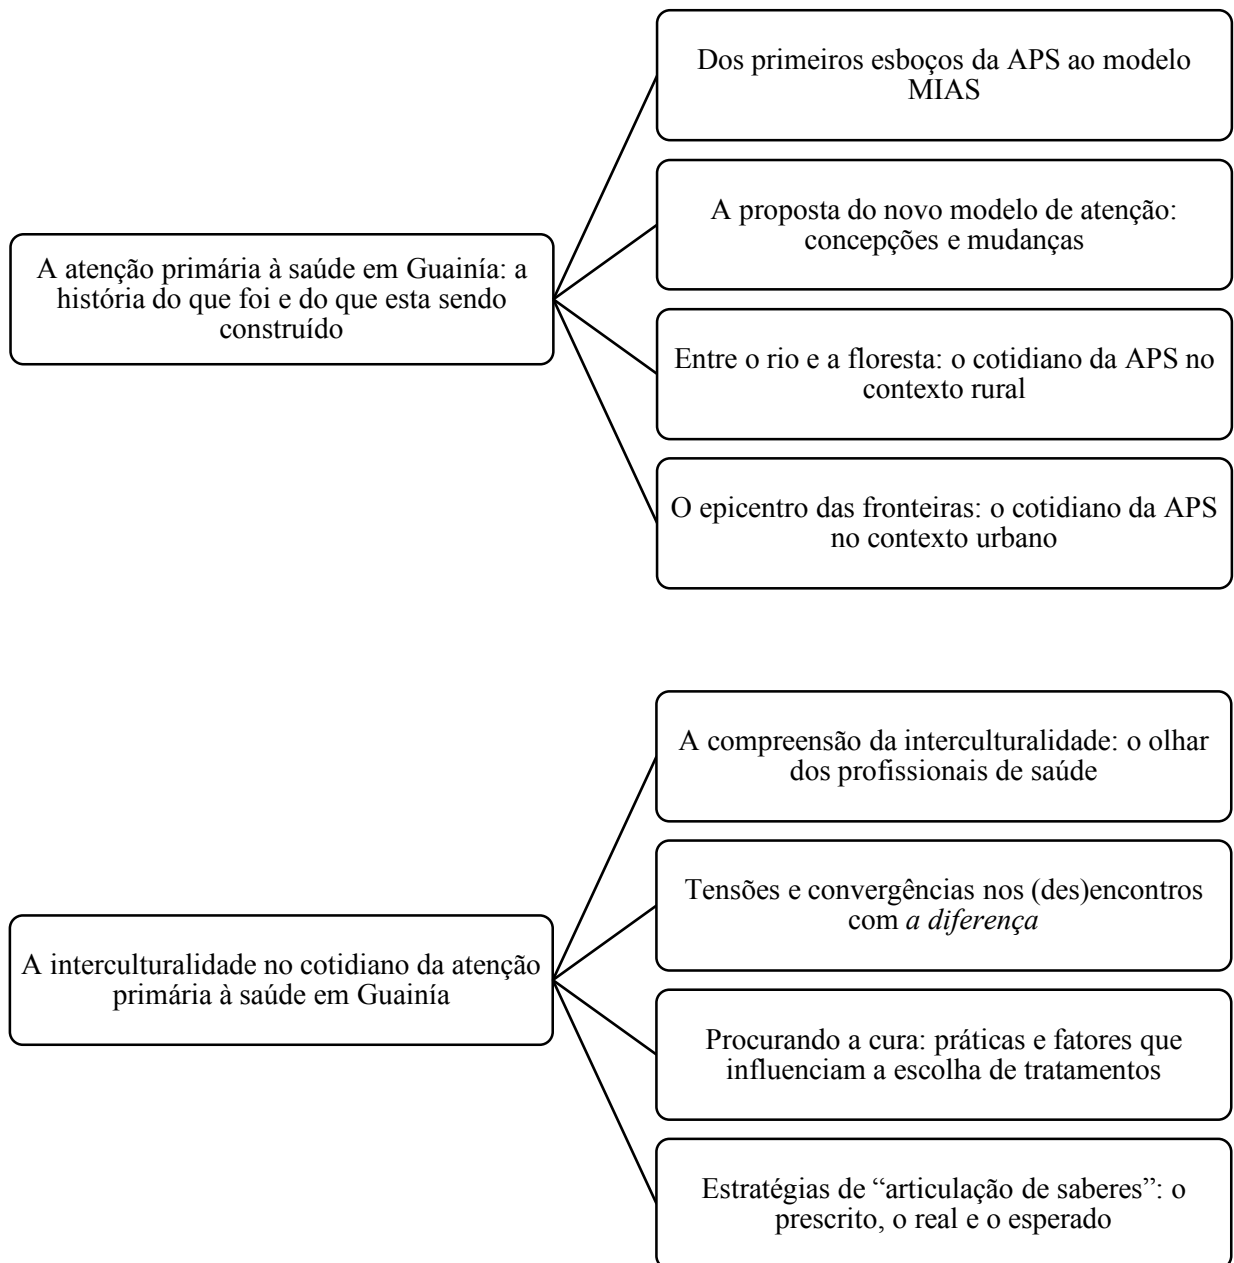 A atenção primária à saúde em Guainía: a
história do que foi e do que esta sendo
construído
Dos primeiros esboços da APS ao modelo
MIAS
A proposta do novo modelo de atenção:
concepções e mudanças
Entre o rio e a floresta: o cotidiano da APS no
contexto rural
O epicentro das fronteiras: o cotidiano da APS
no contexto urbano
A interculturalidade no cotidiano da atenção
primária à saúde em Guainía
A compreensão da interculturalidade: o olhar
dos profissionais de saúde
Tensões e convergências nos (des)encontros
com a diferença
Procurando a cura: práticas e fatores que
influenciam a escolha de tratamentos
Estratégias de “articulação de saberes”: o
prescrito, o real e o esperado